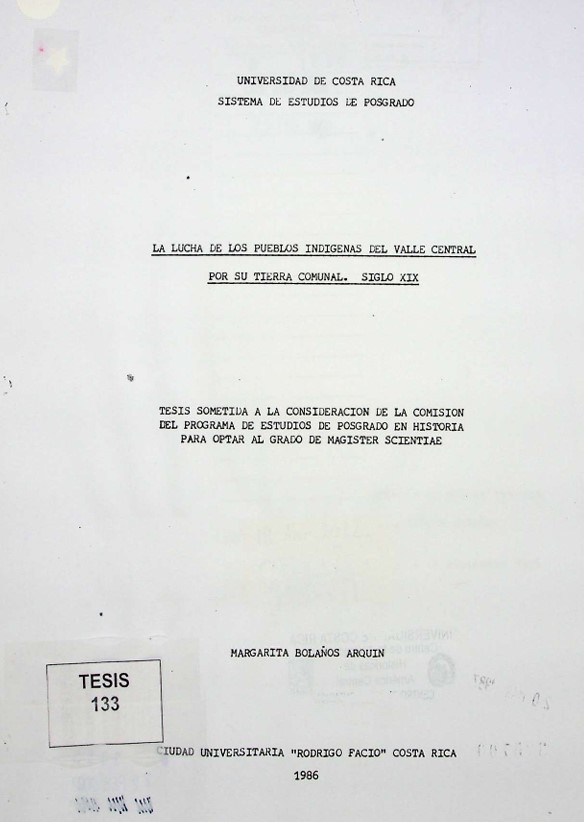 UNIVERSIDAD DE COSTA RICA
SISTEMA DE ESTUDIOS DE POSGRADO
LA LUCHA DE LOS PUEBLOS INDIGENAS DEL VALLE CENTRAL
POR SU TIERRA COMUNAL. SIGLO XIX
TESIS SOMETIDA A LA CONSIDERACION DE LA COMISION
DEL PROGRAMA DE ESTUDIOS DE POSGRADO EN HISTORIA
PARA OPTAR AL GRADO DE MAGISTER SCIENTIAE
MARGARITA BOLAÑOS ARQUIN
TESIS
133
CIUDAD UNIVERSITARIA "RODRIGO FACIO" COSTA RICA
1986